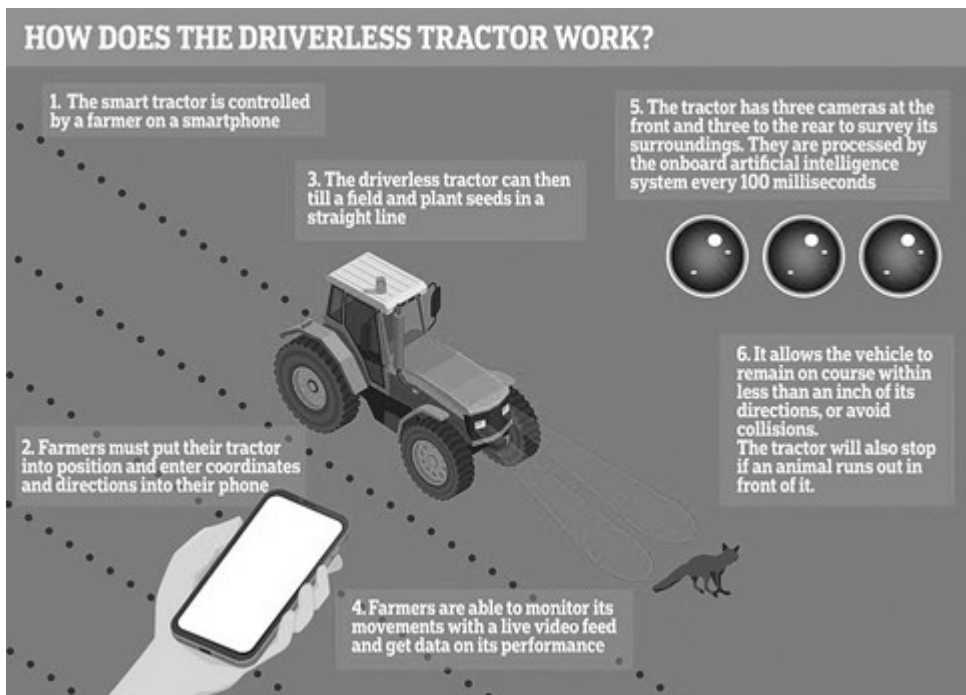 HOW DOES THE DRIVERLESS TRACTOR WORK?
1. The smart tractor is controlled
by a farmer on a smartphone
2. Farmers must put their tractor
into position and enter coordinates
and directions into their phone
3. The driverless tractor can then
till a field and plant seeds in a
straight line
4. Farmers are able to monitor its
movements with a live video feed
and get data on its performance
5. The tractor has three cameras at the
front and three to the rear to survey its
surroundings. They are processed by
the onboard artificial intelligence
system every 100 milliseconds
6. It allows the vehicle to
remain on course within
less than an inch of its
directions, or avoid
collisions.
The tractor will also stop
if an animal runs out in
front of it.